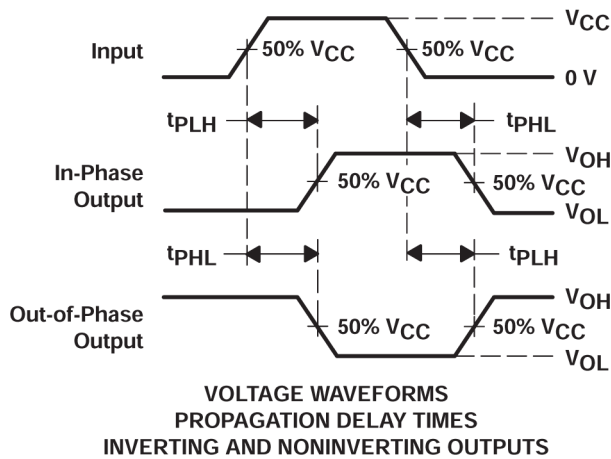 VCC
Input
50% VCC
50% VCC
0 V
tPLH
tPHL
In-Phase
Output
50% VCC
VOH
50% VCC
VOL
tPHL
tPLH
Out-of-Phase
Output
50% VCC
VOH
50% VCC
VOL
VOLTAGE WAVEFORMS
PROPAGATION DELAY TIMES
INVERTING AND NONINVERTING OUTPUTS